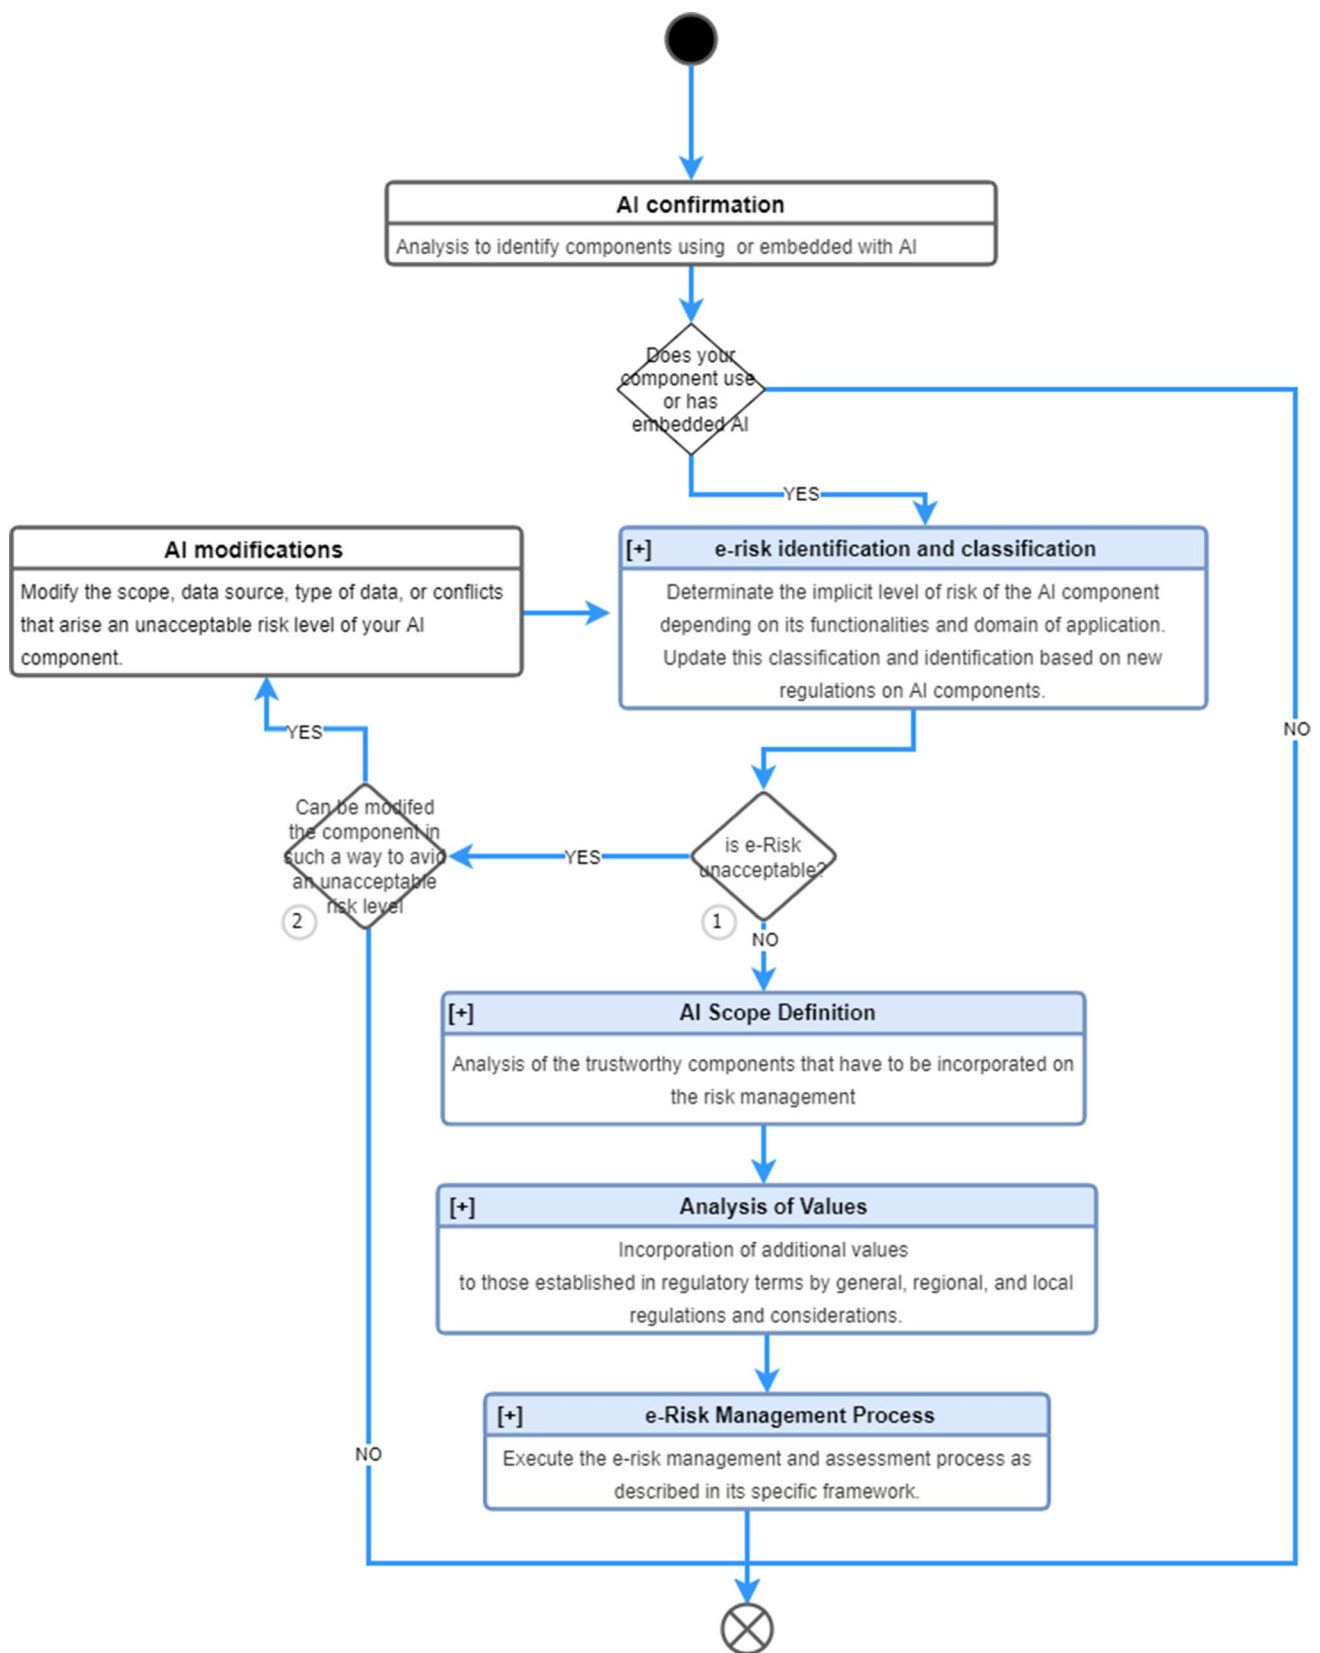 AI confirmation
Analysis to identify components using or embedded with AI
Does your
component use
or has
embedded AI
YES
AI modifications
Modify the scope, data source, type of data, or conflicts
that arise an unacceptable risk level of your AI
component.
[+] e-risk identification and classification
Determinate the implicit level of risk of the AI component
depending on its functionalities and domain of application.
Update this classification and identification based on new
regulations on AI components.
NO
YES
Can be modifed
the component in
such a way to avid
an unacceptable
risk level
2
YES
is e-Risk
unacceptable?
1
NO
[+] AI Scope Definition
Analysis of the trustworthy components that have to be incorporated on
the risk management
[+] Analysis of Values
Incorporation of additional values
to those established in regulatory terms by general, regional, and local
regulations and considerations.
[+] e-Risk Management Process
Execute the e-risk management and assessment process as
described in its specific framework.
NO